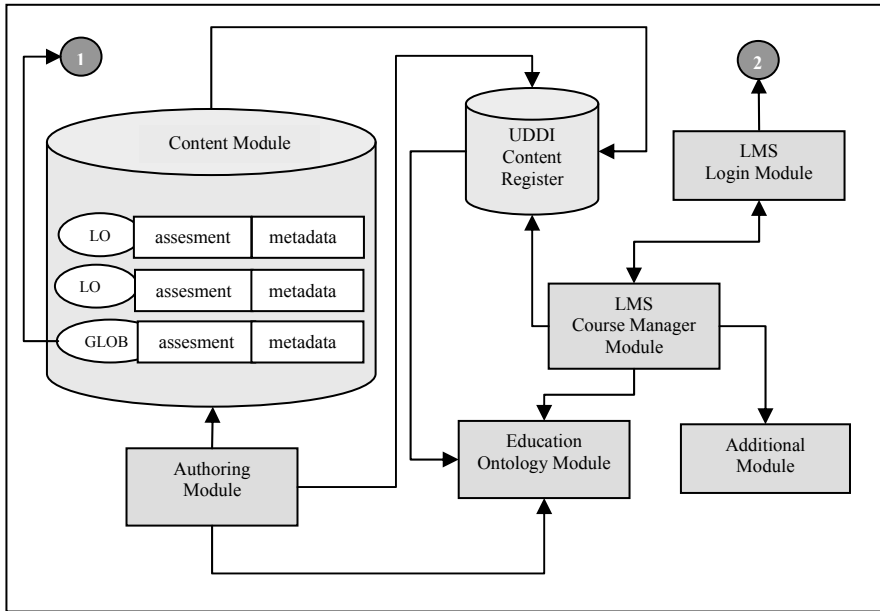 1
2
Content Module
UDDI
Content
Register
LMS
Login Module
LO
assesment
metadata
LO
assesment
metadata
GLOB
assesment
metadata
LMS
Course Manager
Module
Authoring
Module
Education
Ontology Module
Additional
Module